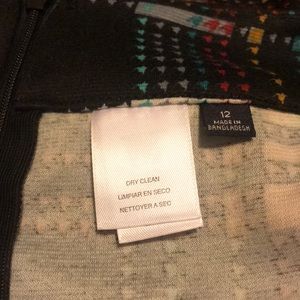 12
MADE IN
BANGLADESH
DRY CLEAN
LIMPIAR EN SECO
NETTOYER A SEC